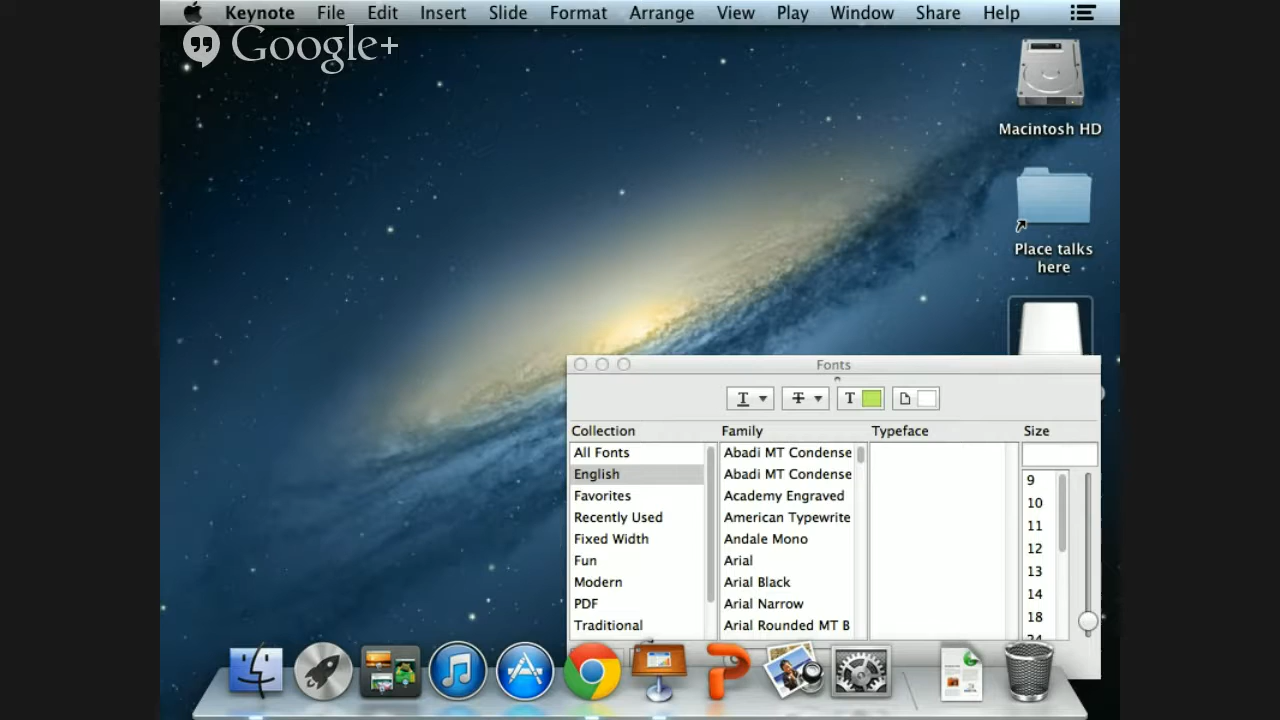 Keynote File Edit Insert Slide Format Arrange View Play Window Share Help
Google+
Macintosh HD
Place talks
here
Fonts
Collection Family Typeface Size
All Fonts Abadi MT Condense
English Abadi MT Condense 9
Favorites Academy Engraved 10
Recently Used American Typewrite 11
Fixed Width Andale Mono 12
Fun Arial 13
Modern Arial Black 14
PDF Arial Narrow 18
Traditional Arial Rounded MT B 24